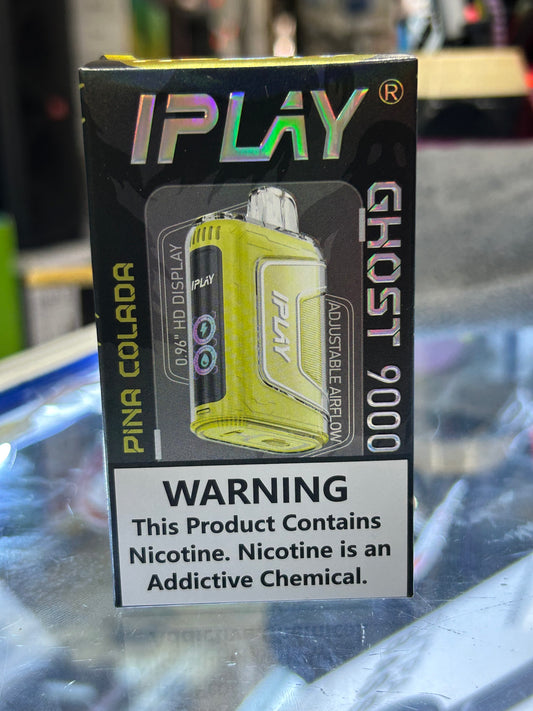 IPLAY®
GHOST 9000
PINA COLADA
0.96" HD DISPLAY
IPLAY
IPLAY
ADJUSTABLE AIRFLOW
WARNING
This Product Contains
Nicotine. Nicotine is an
Addictive Chemical.